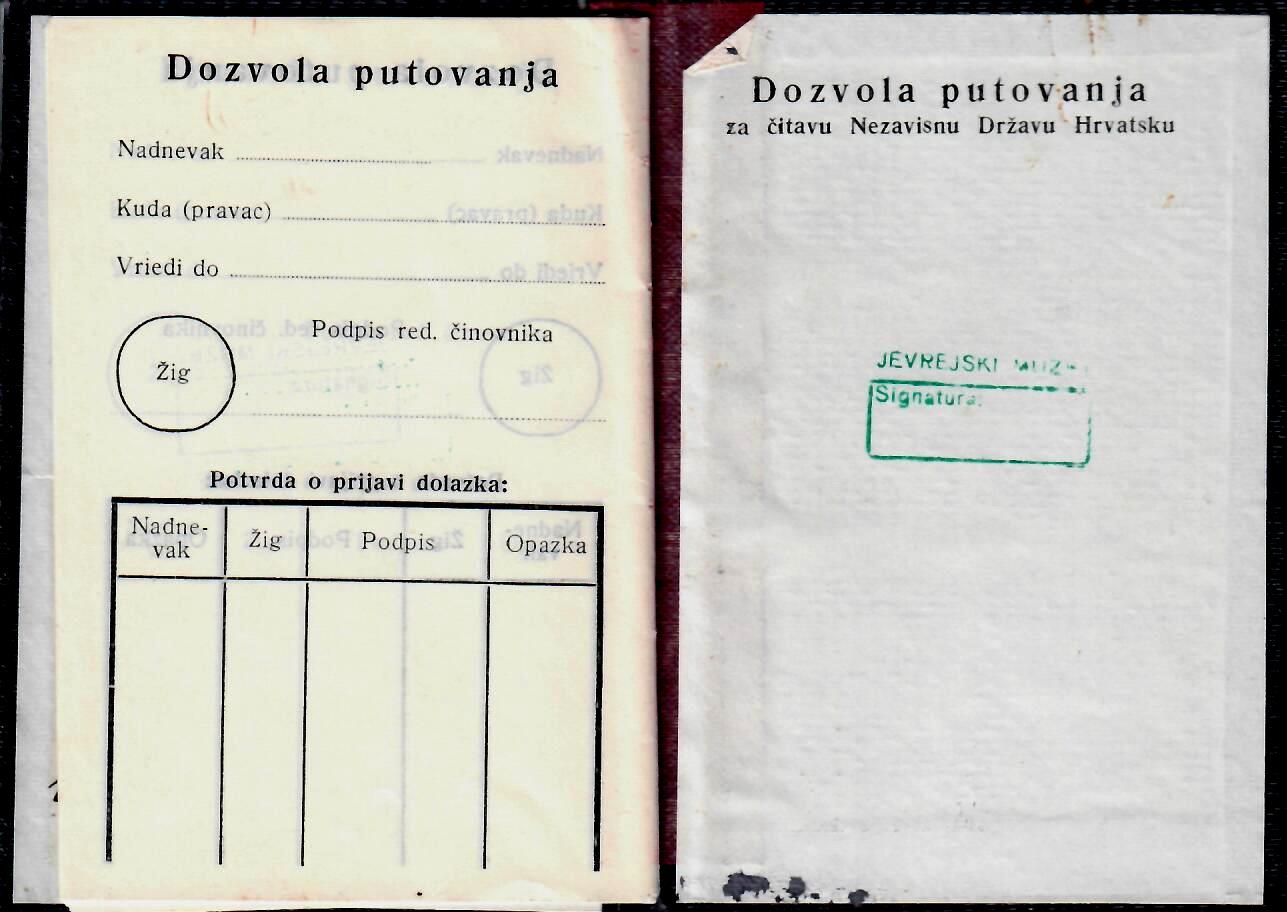 Dozvola putovanja
Nadnevak
Kuda (pravac)
Vriedi do
Podpis red. činovnika
Žig
Potvrda o prijavi dolazka:
Nadne-
vak
Žig
Podpis
Opazka
Dozvola putovanja
za čitavu Nezavisnu Državu Hrvatsku
JEVREJSKI
Signatura: